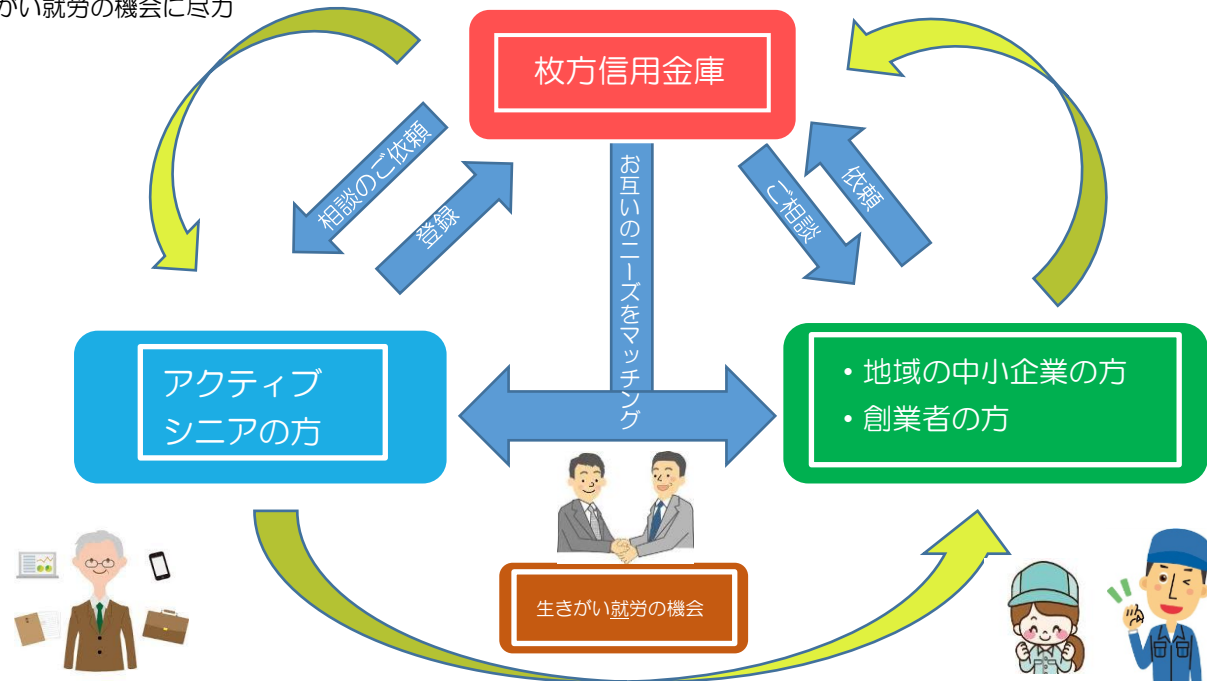 がい就労の機会に尽力
枚方信用金庫
相談のご依頼
登録
お互いのニーズをマッチング
ご相談
依頼
アクティブ
シニアの方
・地域の中小企業の方
・創業者の方
生きがい就労の機会